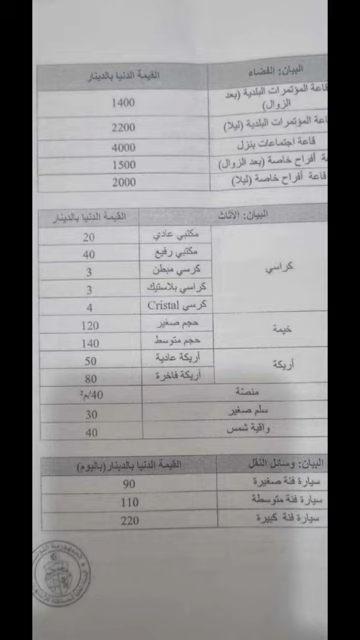 البيان: الفضاء القيمة الدنيا بالدينار
قاعة المؤتمرات البلدية (بعد الزوال) 1400
قاعة المؤتمرات البلدية (ليلا) 2200
قاعة اجتماعات بنزل 4000
أفراح خاصة (بعد الزوال) 1500
أفراح خاصة (ليلا) 2000
البيان: الأثاث القيمة الدنيا بالدينار
كراسي
مكتبي عادي 20
مكتبي رفيع 40
كرسي مبطن 3
كراسي بلاستيك 3
كرسي Cristal 4
خيمة
حجم صغير 120
حجم متوسط 140
أريكة
أريكة عادية 50
أريكة فاخرة 80
منصة 40/م²
سلم صغير 30
واقية شمس 40
البيان: وسائل النقل القيمة الدنيا بالدينار(باليوم)
سيارة فئة صغيرة 90
سيارة فئة متوسطة 110
سيارة فئة كبيرة 220